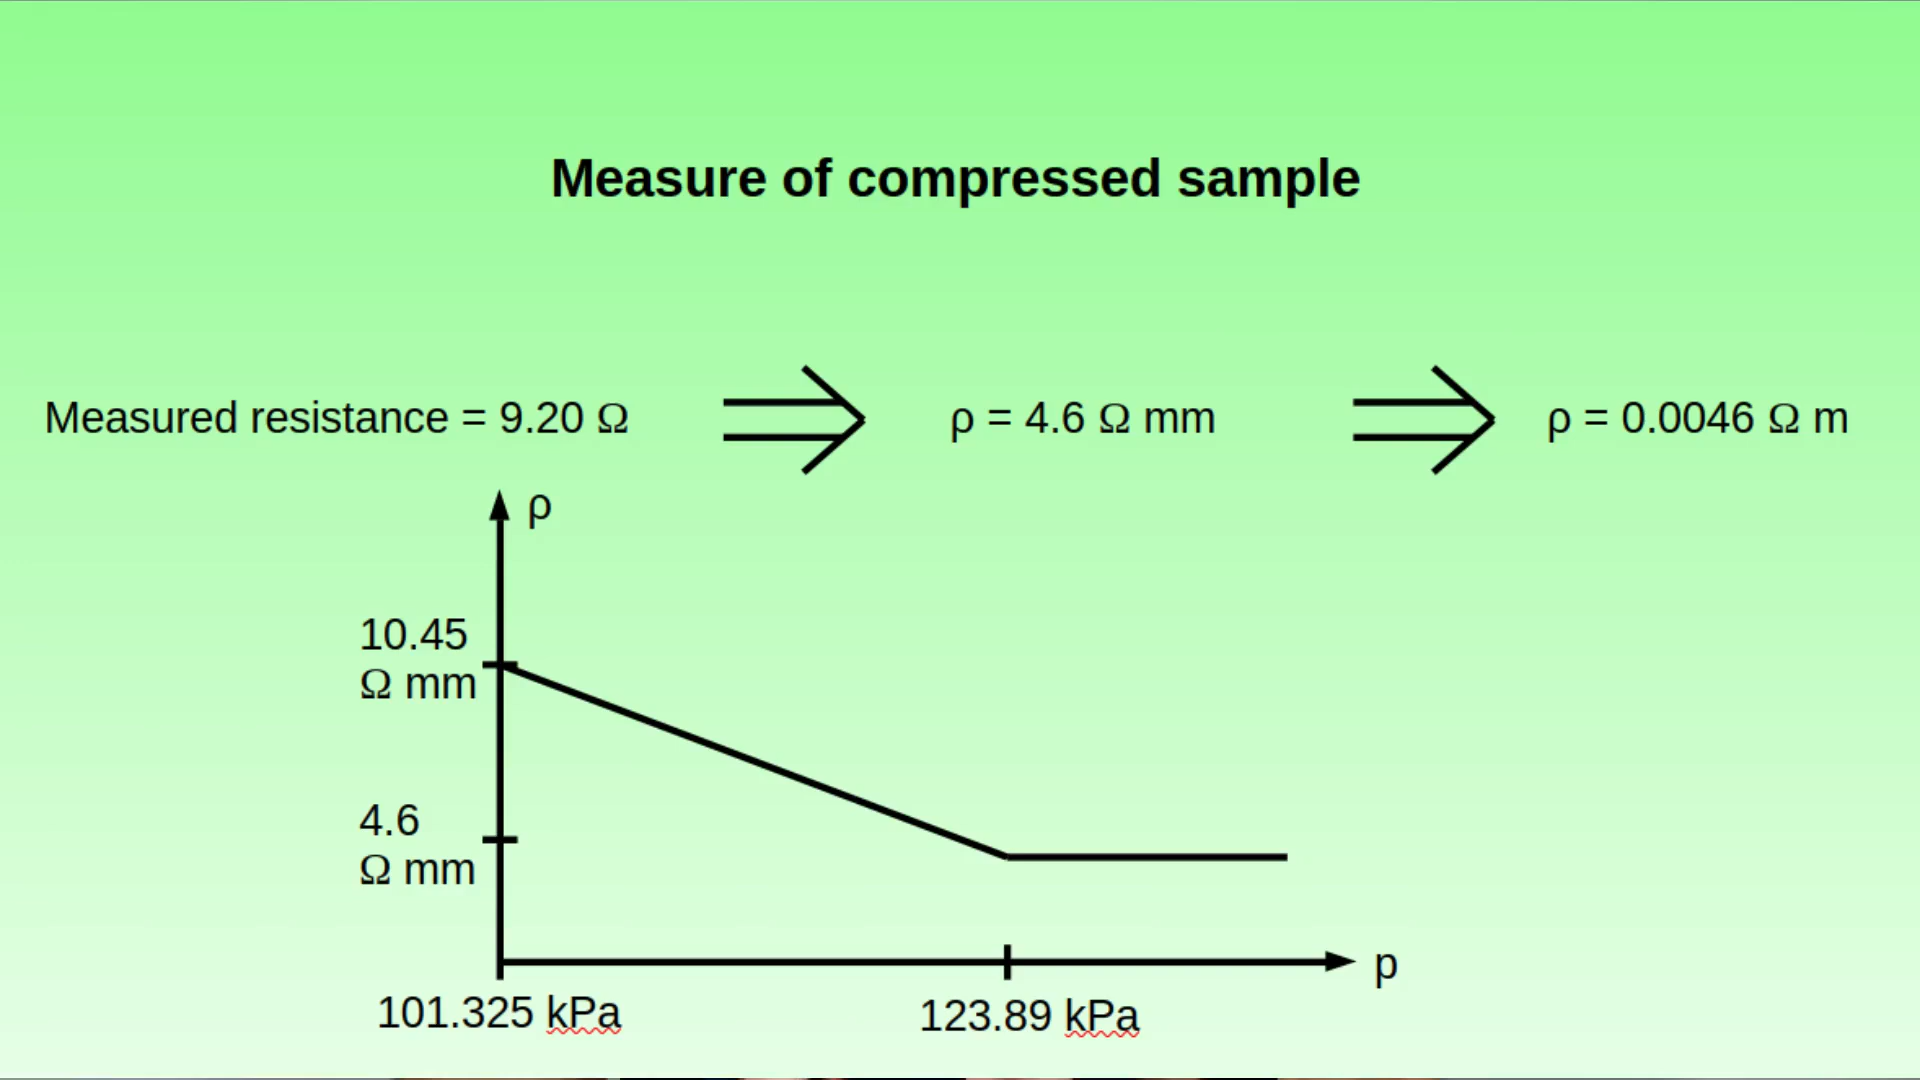 Measure of compressed sample
Measured resistance = 9.20 Ω
ρ = 4.6 Ω mm
ρ = 0.0046 Ω m
ρ
10.45
Ω mm
4.6
Ω mm
p
101.325 kPa
123.89 kPa